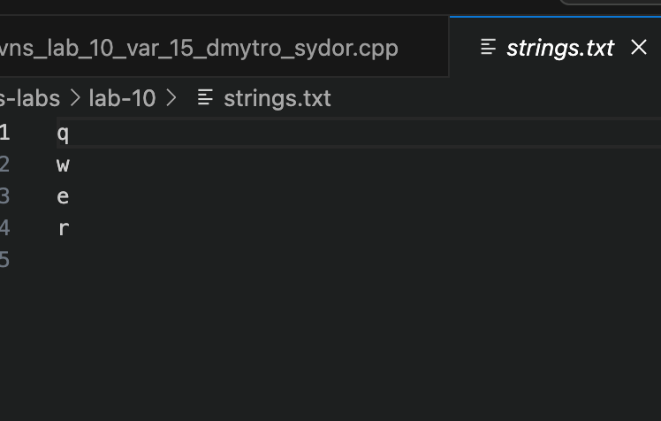 vns_lab_10_var_15_dmytro_sydor.cpp strings.txt
s-labs > lab-10 > strings.txt
1 q
2 w
3 e
4 r
5